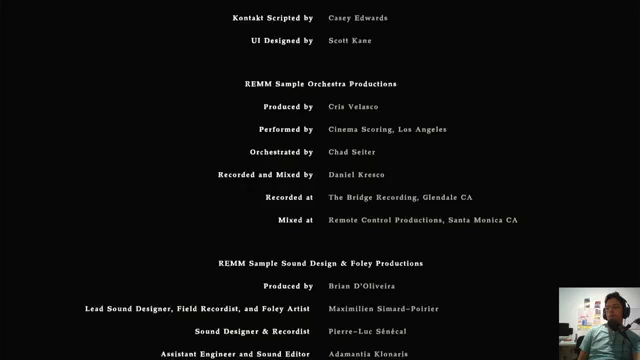 Kontakt Scripted by Casey Edwards
UI Designed by Scott Kane
REMM Sample Orchestra Productions
Produced by Cris Velasco
Performed by Cinema Scoring, Los Angeles
Orchestrated by Chad Seiter
Recorded and Mixed by Daniel Kresco
Recorded at The Bridge Recording, Glendale CA
Mixed at Remote Control Productions, Santa Monica CA
REMM Sample Sound Design & Foley Productions
Produced by Brian D'Oliveira
Lead Sound Designer, Field Recordist, and Foley Artist Maximilien Simard-Poirier
Sound Designer & Recordist Pierre-Luc Sénécal
Assistant Engineer and Sound Editor Adamantia Klonaris